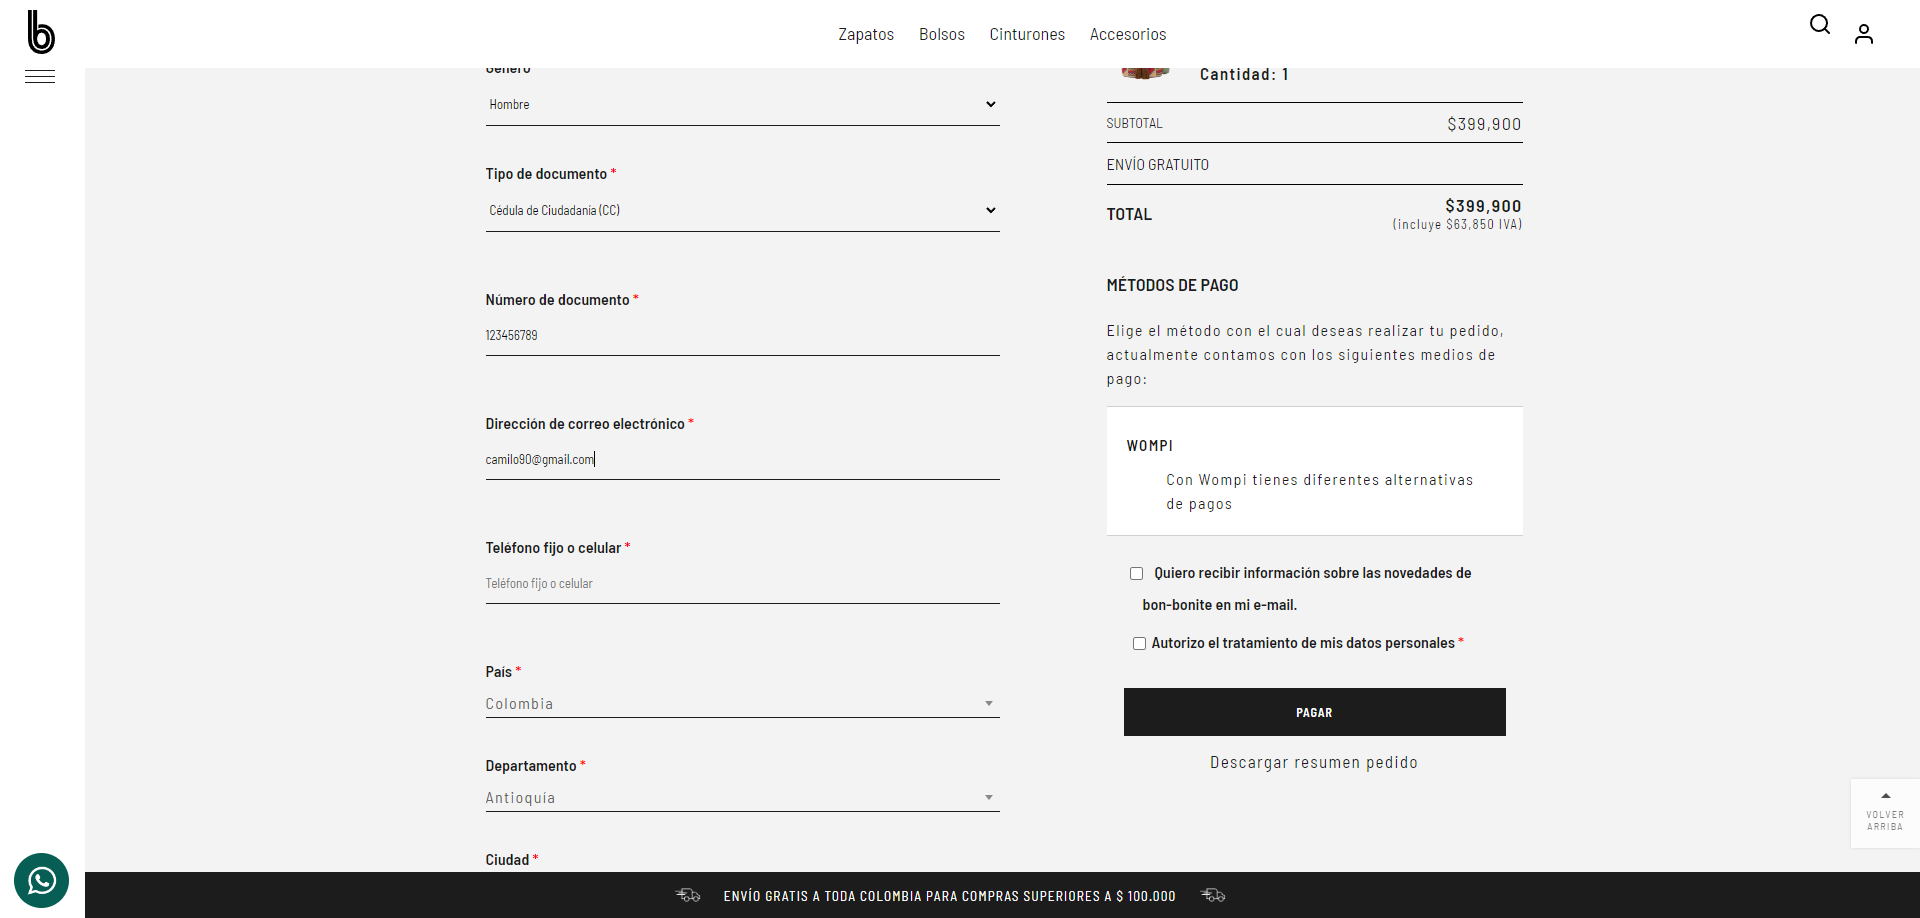 b
Zapatos Bolsos Cinturones Accesorios
Género
Hombre
Tipo de documento *
Cédula de Ciudadanía (CC)
Número de documento *
123456789
Dirección de correo electrónico *
camilo90@gmail.com
Teléfono fijo o celular *
Teléfono fijo o celular
País *
Colombia
Departamento *
Antioquía
Ciudad *
Cantidad: 1
SUBTOTAL $399,900
ENVÍO GRATUITO
TOTAL $399,900
(incluye $63,850 IVA)
MÉTODOS DE PAGO
Elige el método con el cual deseas realizar tu pedido,
actualmente contamos con los siguientes medios de
pago:
WOMPI
Con Wompi tienes diferentes alternativas
de pagos
Quiero recibir información sobre las novedades de
bon-bonite en mi e-mail.
Autorizo el tratamiento de mis datos personales *
PAGAR
Descargar resumen pedido
VOLVER
ARRIBA
ENVÍO GRATIS A TODA COLOMBIA PARA COMPRAS SUPERIORES A $ 100.000